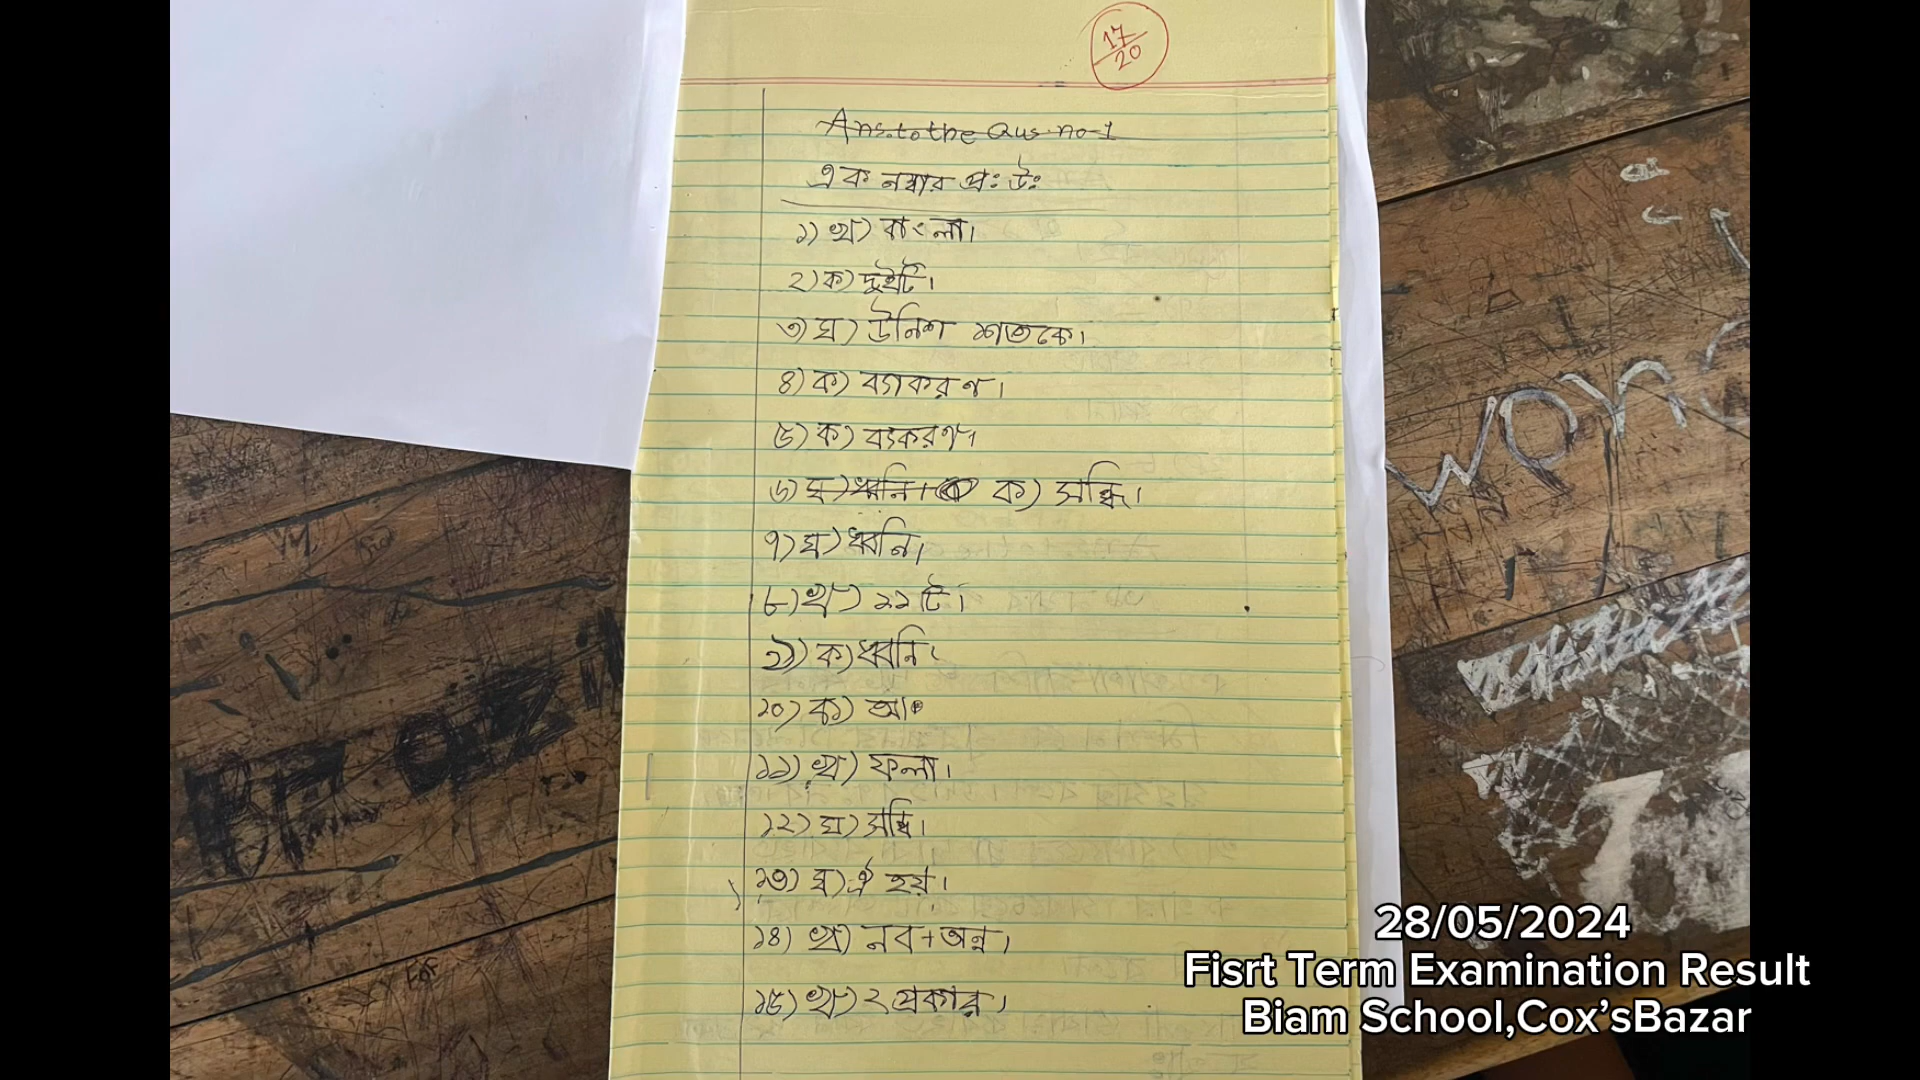 17/20
Ans. to the Qus. no-1
এক নম্বার প্রঃ উঃ
১) খ) বাংলা।
২) ক) দুইটি।
৩) ঘ) উনিশ শতকে।
৪) ক) ব্যাকরণ।
৫) ক) ব্যকরণ।
৬) ঘ) ধ্বনি। ক) সন্ধি।
৭) ঘ) ধ্বনি।
৮) খ) ১১ টি।
৯) ক) ধ্বনি।
১০) ক) আ
১১) খ) ফলা।
১২) ঘ) সন্ধি।
১৩) ঘ) ঐ হয়।
১৪) খ) নব + অন্ন।
১৫) খ) ২ প্রকার।
28/05/2024
Fisrt Term Examination Result
Biam School,Cox'sBazar